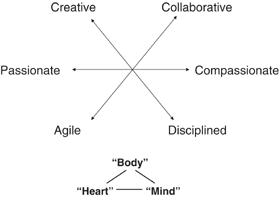 Creative Collaborative
Passionate Compassionate
Agile Disciplined
“Body”
“Heart” “Mind”